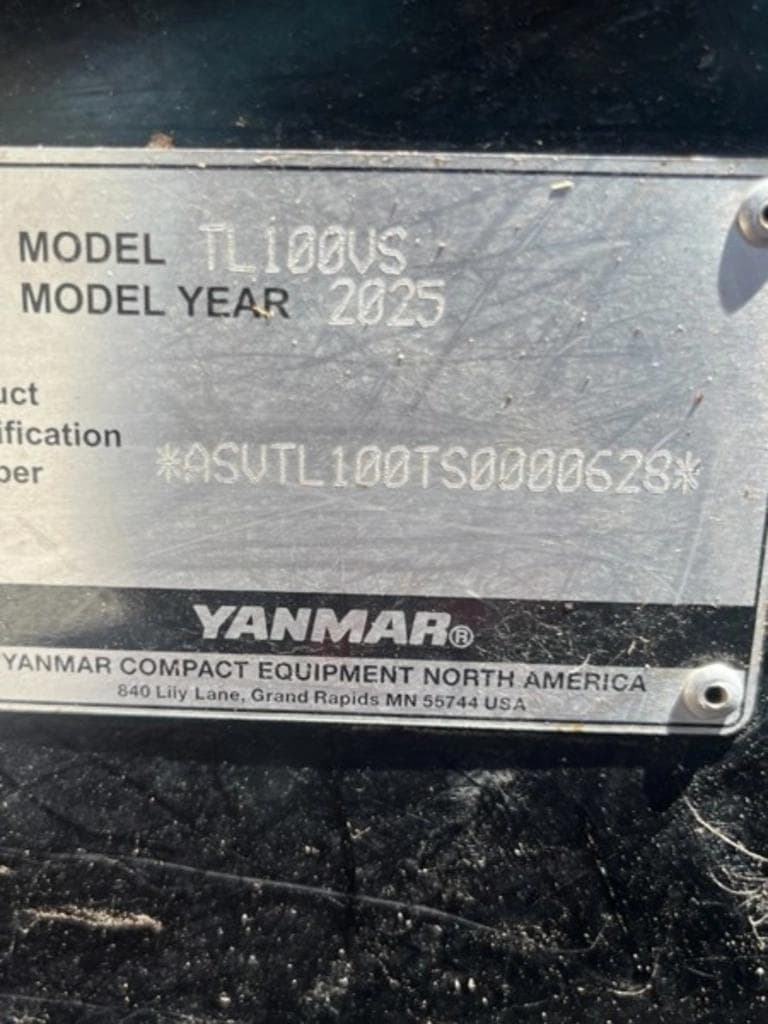 MODEL TL100VS
MODEL YEAR 2025
uct
ification
ber
*ASVTL100TS0000628*
YANMAR®
YANMAR COMPACT EQUIPMENT NORTH AMERICA
840 Lily Lane, Grand Rapids MN 55744 USA